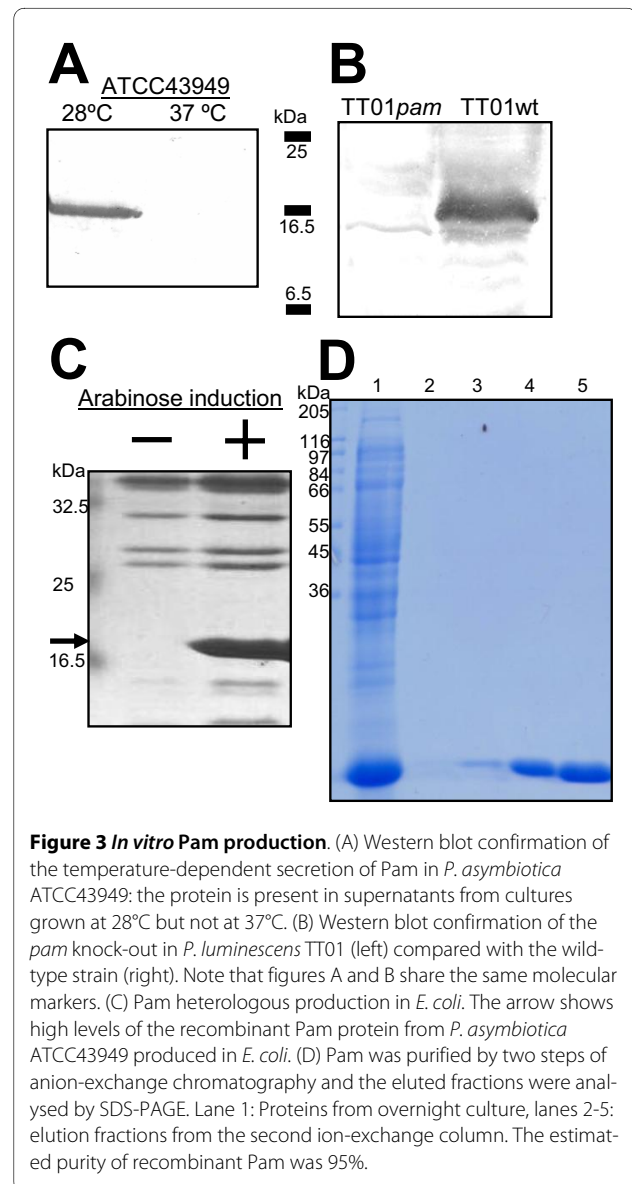 A
ATCC43949
28ºC 37 ºC
kDa
25
16.5
6.5
B
TT01pam TT01wt
C
Arabinose induction
— +
kDa
32.5
25
16.5
D
kDa 1 2 3 4 5
205
116
97
84
66
55
45
36
Figure 3 In vitro Pam production. (A) Western blot confirmation of
the temperature-dependent secretion of Pam in P. asymbiotica
ATCC43949: the protein is present in supernatants from cultures
grown at 28°C but not at 37°C. (B) Western blot confirmation of the
pam knock-out in P. luminescens TT01 (left) compared with the wild-
type strain (right). Note that figures A and B share the same molecular
markers. (C) Pam heterologous production in E. coli. The arrow shows
high levels of the recombinant Pam protein from P. asymbiotica
ATCC43949 produced in E. coli. (D) Pam was purified by two steps of
anion-exchange chromatography and the eluted fractions were anal-
ysed by SDS-PAGE. Lane 1: Proteins from overnight culture, lanes 2-5:
elution fractions from the second ion-exchange column. The estimat-
ed purity of recombinant Pam was 95%.